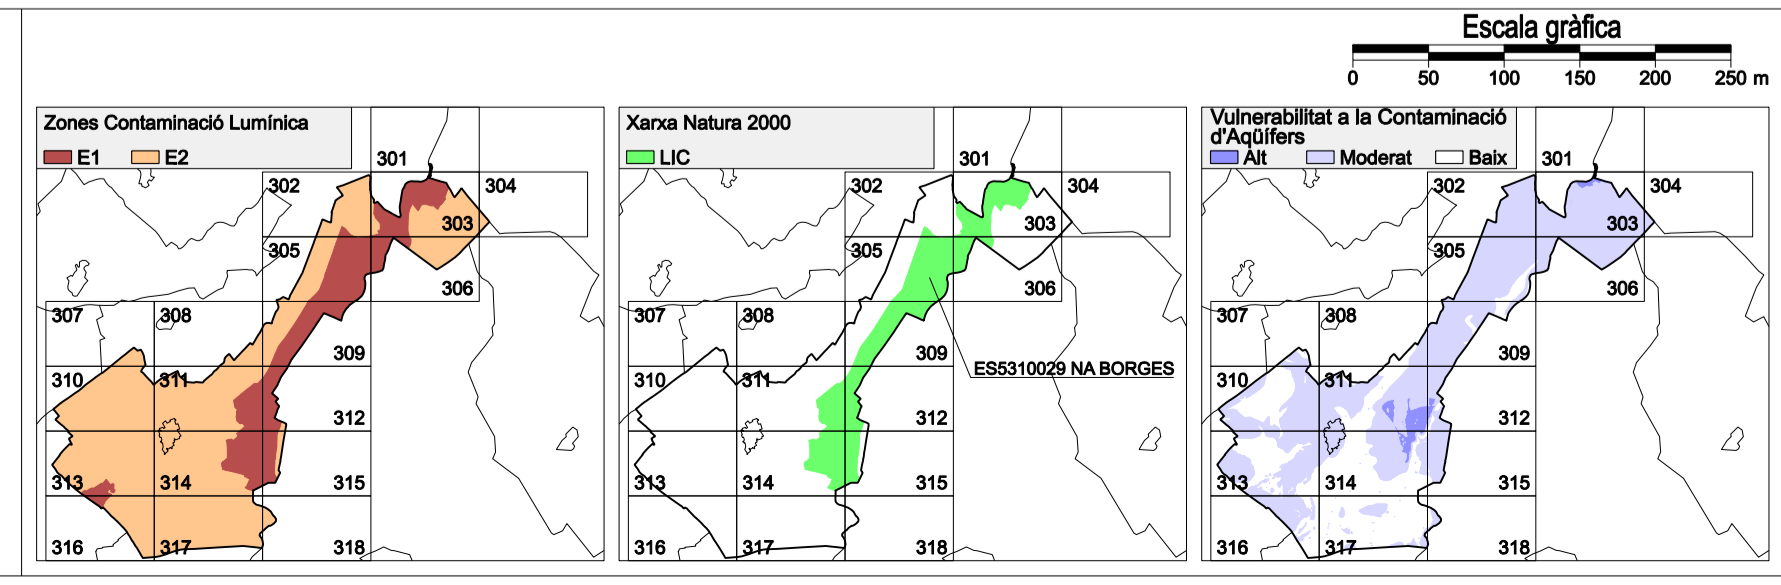 Escala gràfica
0 50 100 150 200 250 m
Zones Contaminació Lumínica
E1 E2
301
302 304
303
305
306
307 308
309
310 311
312
313 314 315
316 317 318
Xarxa Natura 2000
LIC
301
302 304
303
305
306
307 308
309
ES5310029 NA BORGES
310 311
312
313 314 315
316 317 318
Vulnerabilitat a la Contaminació
d'Aqüífers
Alt Moderat Baix
301
302 304
303
305
306
307 308
309
310 311
312
313 314 315
316 317 318